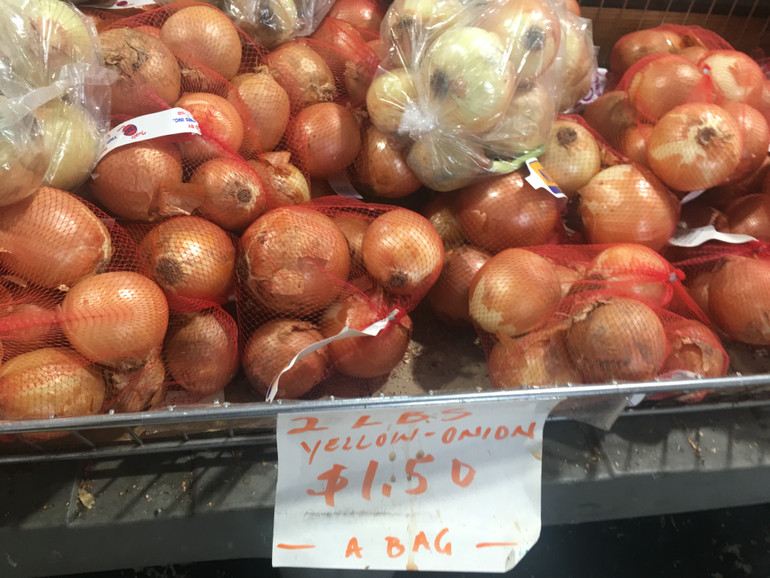 2 LBS
YELLOW-ONION
$1.50
- A BAG -